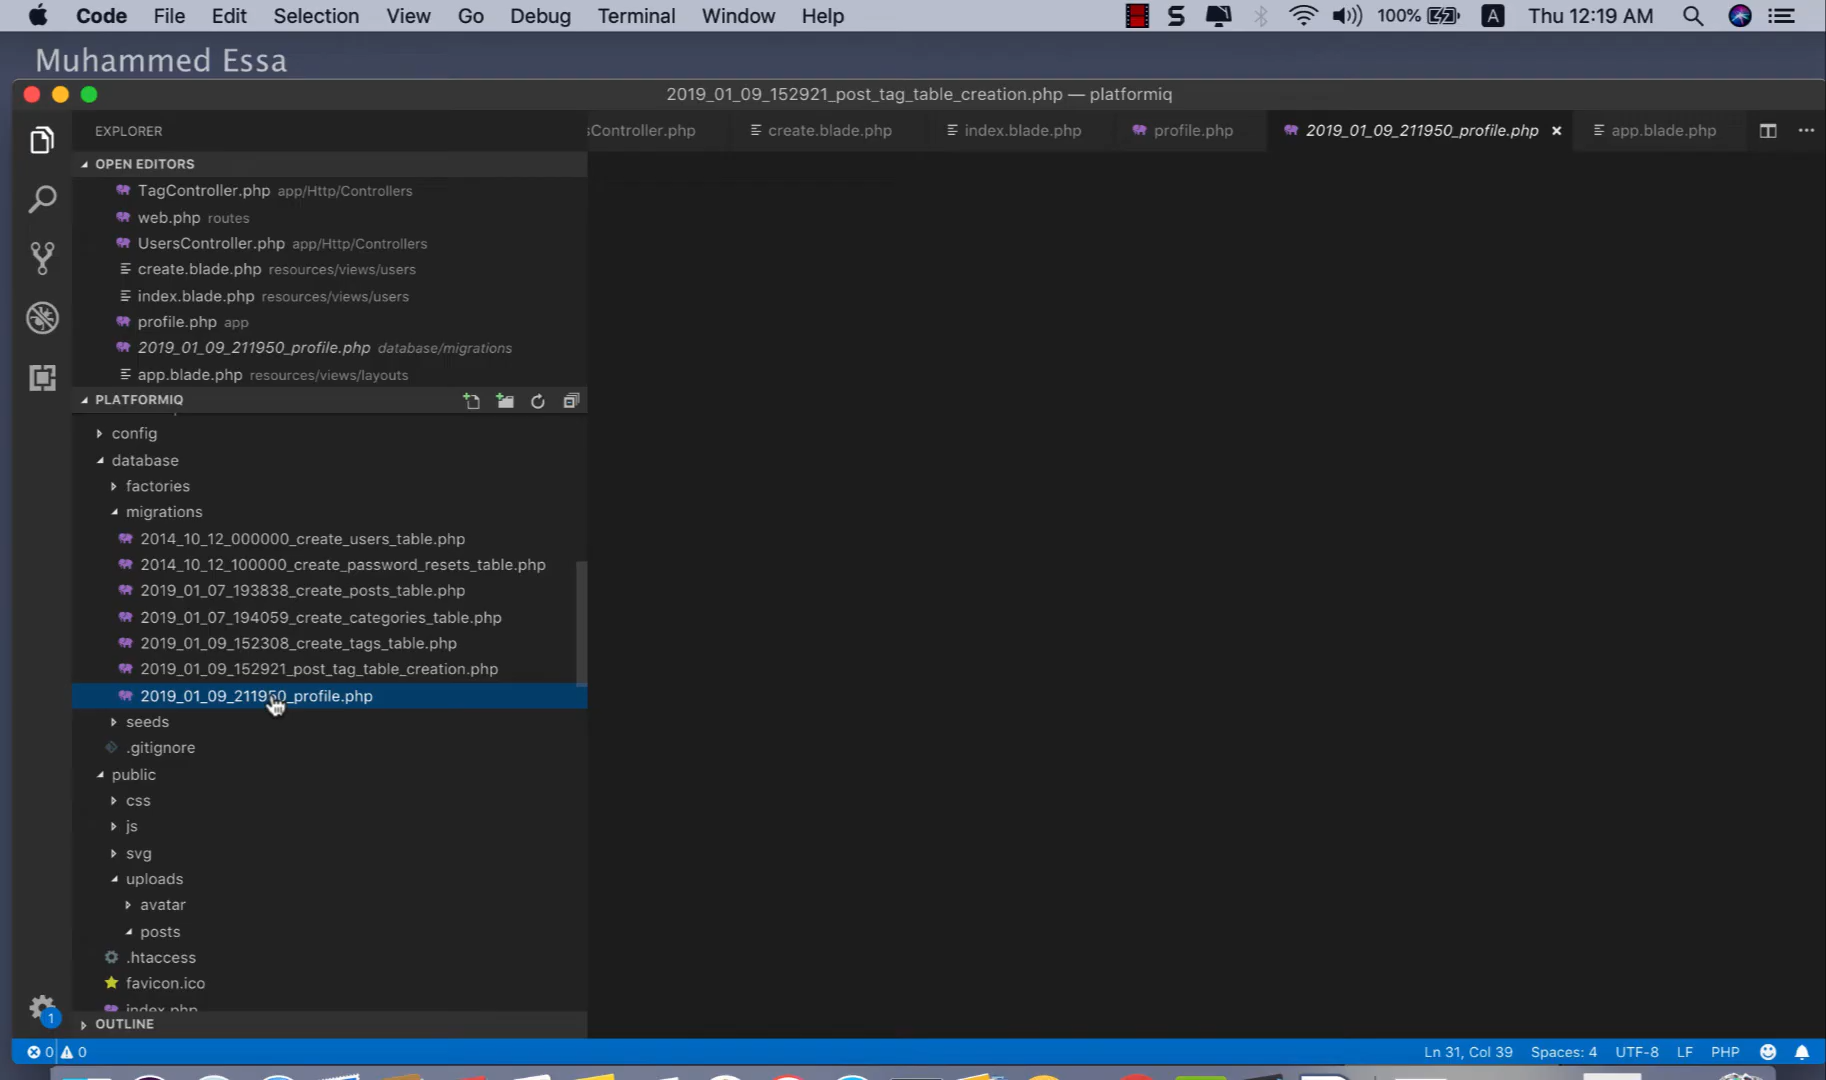 Code File Edit Selection View Go Debug Terminal Window Help 100% A Thu 12:19 AM
Muhammed Essa
2019_01_09_152921_post_tag_table_creation.php — platformiq
EXPLORER
sController.php create.blade.php index.blade.php profile.php 2019_01_09_211950_profile.php × app.blade.php
OPEN EDITORS
TagController.php app/Http/Controllers
web.php routes
UsersController.php app/Http/Controllers
create.blade.php resources/views/users
index.blade.php resources/views/users
profile.php app
2019_01_09_211950_profile.php database/migrations
app.blade.php resources/views/layouts
PLATFORMIQ
config
database
factories
migrations
2014_10_12_000000_create_users_table.php
2014_10_12_100000_create_password_resets_table.php
2019_01_07_193838_create_posts_table.php
2019_01_07_194059_create_categories_table.php
2019_01_09_152308_create_tags_table.php
2019_01_09_152921_post_tag_table_creation.php
2019_01_09_211950_profile.php
seeds
.gitignore
public
css
js
svg
uploads
avatar
posts
.htaccess
favicon.ico
index.php
1
OUTLINE
0 0 Ln 31, Col 39 Spaces: 4 UTF-8 LF PHP